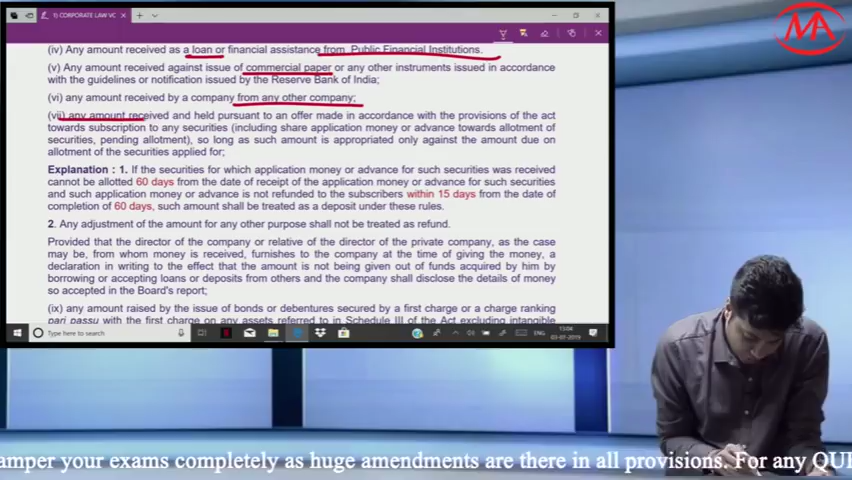 1) CORPORATE LAW VO
MA
(iv) Any amount received as a loan or financial assistance from Public Financial Institutions.
(v) Any amount received against issue of commercial paper or any other instruments issued in accordance
with the guidelines or notification issued by the Reserve Bank of India;
(vi) any amount received by a company from any other company;
(vii) any amount received and held pursuant to an offer made in accordance with the provisions of the act
towards subscription to any securities (including share application money or advance towards allotment of
securities, pending allotment), so long as such amount is appropriated only against the amount due on
allotment of the securities applied for;
Explanation : 1. If the securities for which application money or advance for such securities was received
cannot be allotted 60 days from the date of receipt of the application money or advance for such securities
and such application money or advance is not refunded to the subscribers within 15 days from the date of
completion of 60 days, such amount shall be treated as a deposit under these rules.
2. Any adjustment of the amount for any other purpose shall not be treated as refund.
Provided that the director of the company or relative of the director of the private company, as the case
may be, from whom money is received, furnishes to the company at the time of giving the money, a
declaration in writing to the effect that the amount is not being given out of funds acquired by him by
borrowing or accepting loans or deposits from others and the company shall disclose the details of money
so accepted in the Board's report;
(ix) any amount raised by the issue of bonds or debentures secured by a first charge or a charge ranking
pari passu with the first charge on any assets referred to in Schedule III of the Act excluding intangible
Type here to search
ENG
13:04
03-07-2019
amper your exams completely as huge amendments are there in all provisions. For any QUE